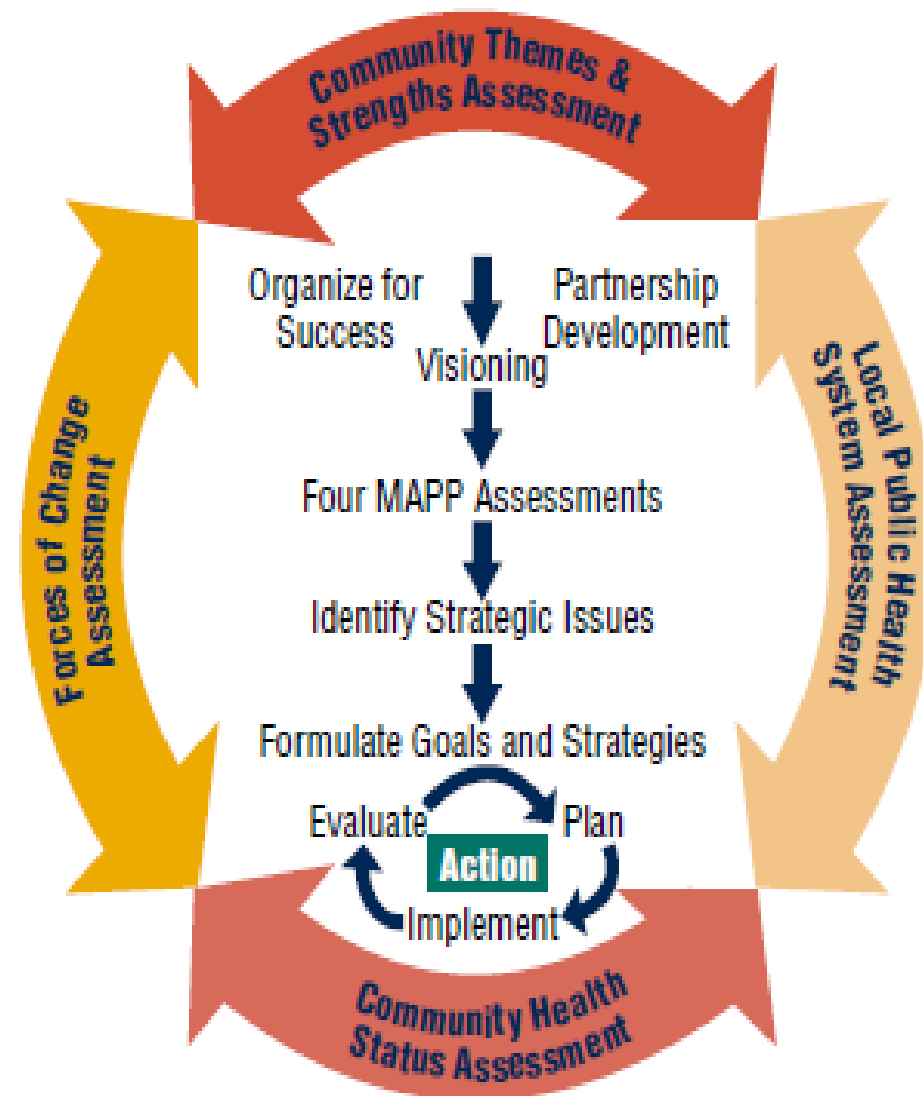 Community Themes &
Strengths Assessment
Organize for
Success
Partnership
Development
Visioning
Four MAPP Assessments
Identify Strategic Issues
Formulate Goals and Strategies
Evaluate
Plan
Action
Implement
Forces of Change
Assessment
Local Public Health
System Assessment
Community Health
Status Assessment